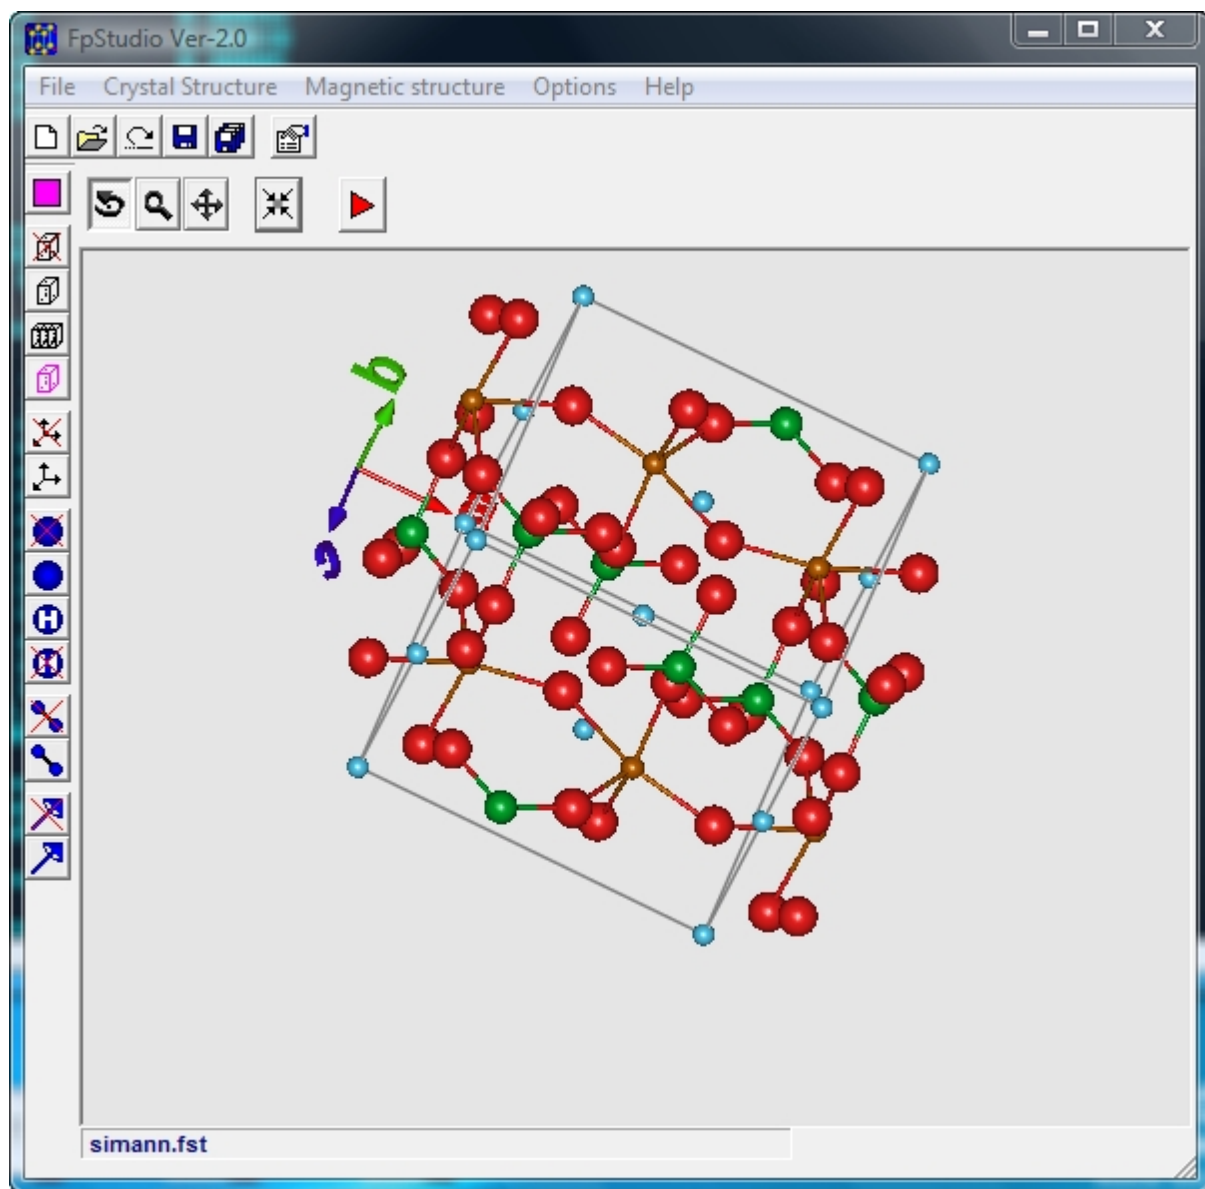 FpStudio Ver-2.0
File Crystal Structure Magnetic structure Options Help
b
a
c
simann.fst